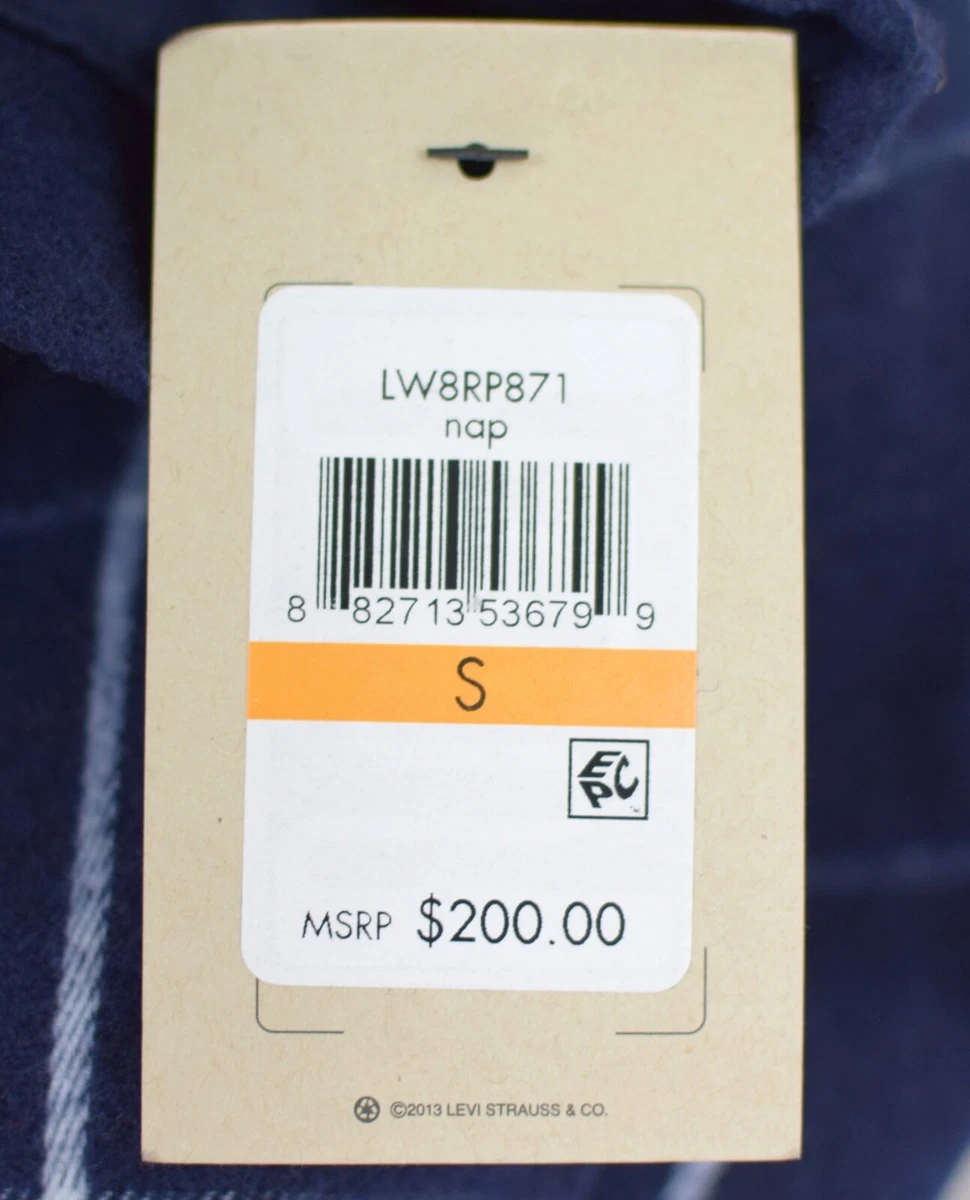 LW8RP871
nap
8 82713 53679 9
S
EPC
MSRP $200.00
©2013 LEVI STRAUSS & CO.